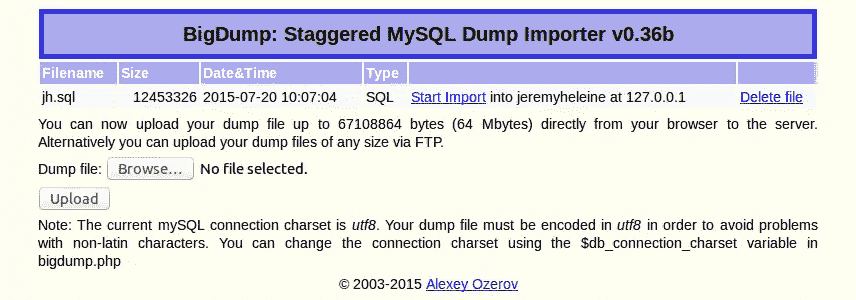 BigDump: Staggered MySQL Dump Importer v0.36b
Filename Size Date&Time Type
jh.sql 12453326 2015-07-20 10:07:04 SQL Start Import into jeremyheleine at 127.0.0.1 Delete file
You can now upload your dump file up to 67108864 bytes (64 Mbytes) directly from your browser to the server.
Alternatively you can upload your dump files of any size via FTP.
Dump file: Browse... No file selected.
Upload
Note: The current mySQL connection charset is utf8. Your dump file must be encoded in utf8 in order to avoid problems
with non-latin characters. You can change the connection charset using the $db_connection_charset variable in
bigdump.php
© 2003-2015 Alexey Ozerov